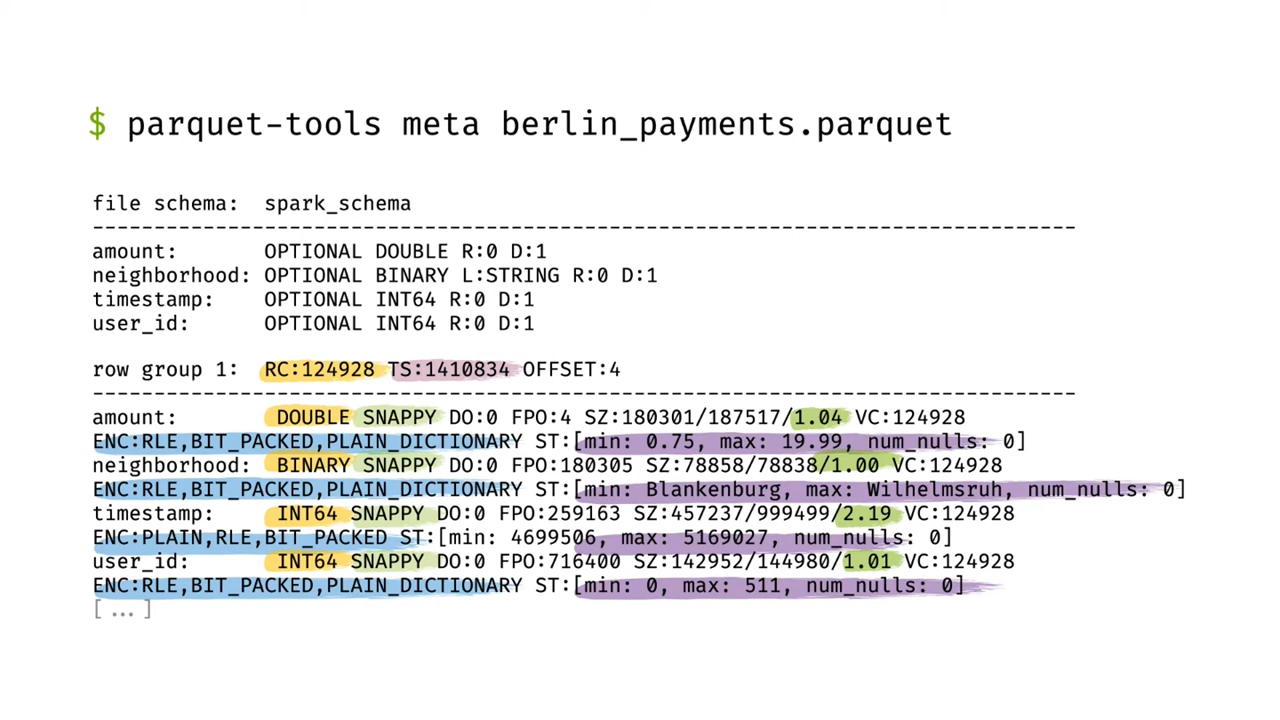 $ parquet-tools meta berlin_payments.parquet
file schema: spark_schema
--------------------------------------------------------------------------------
amount: OPTIONAL DOUBLE R:0 D:1
neighborhood: OPTIONAL BINARY L:STRING R:0 D:1
timestamp: OPTIONAL INT64 R:0 D:1
user_id: OPTIONAL INT64 R:0 D:1
row group 1: RC:124928 TS:1410834 OFFSET:4
--------------------------------------------------------------------------------
amount: DOUBLE SNAPPY DO:0 FPO:4 SZ:180301/187517/1.04 VC:124928
ENC:RLE,BIT_PACKED,PLAIN_DICTIONARY ST:[min: 0.75, max: 19.99, num_nulls: 0]
neighborhood: BINARY SNAPPY DO:0 FPO:180305 SZ:78858/78838/1.00 VC:124928
ENC:RLE,BIT_PACKED,PLAIN_DICTIONARY ST:[min: Blankenburg, max: Wilhelmsruh, num_nulls: 0]
timestamp: INT64 SNAPPY DO:0 FPO:259163 SZ:457237/999499/2.19 VC:124928
ENC:PLAIN,RLE,BIT_PACKED ST:[min: 4699506, max: 5169027, num_nulls: 0]
user_id: INT64 SNAPPY DO:0 FPO:716400 SZ:142952/144980/1.01 VC:124928
ENC:RLE,BIT_PACKED,PLAIN_DICTIONARY ST:[min: 0, max: 511, num_nulls: 0]
[ … ]